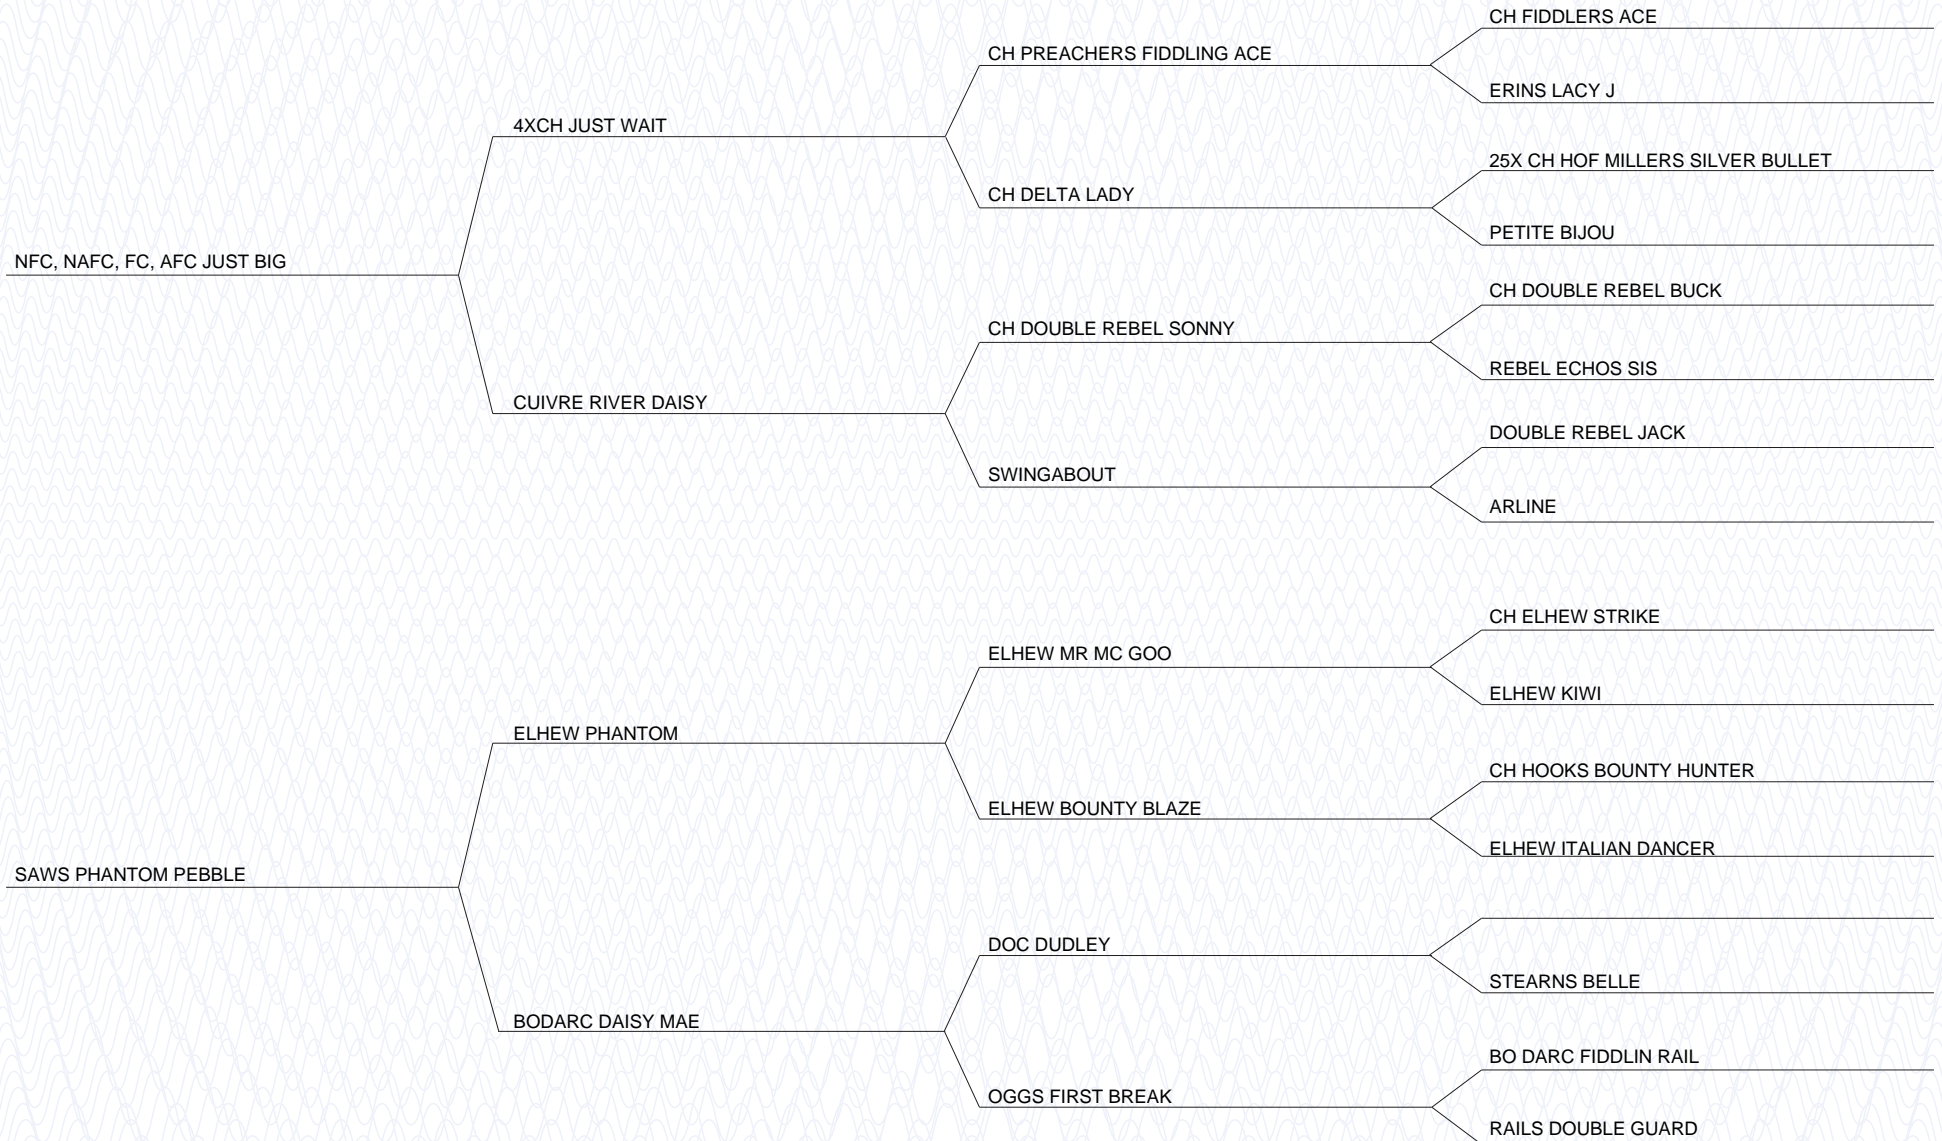 CH FIDDLERS ACE
CH PREACHERS FIDDLING ACE
ERINS LACY J
4XCH JUST WAIT
25X CH HOF MILLERS SILVER BULLET
CH DELTA LADY
PETITE BIJOU
NFC, NAFC, FC, AFC JUST BIG
CH DOUBLE REBEL BUCK
CH DOUBLE REBEL SONNY
REBEL ECHOS SIS
CUIVRE RIVER DAISY
DOUBLE REBEL JACK
SWINGABOUT
ARLINE
CH ELHEW STRIKE
ELHEW MR MC GOO
ELHEW KIWI
ELHEW PHANTOM
CH HOOKS BOUNTY HUNTER
ELHEW BOUNTY BLAZE
ELHEW ITALIAN DANCER
SAWS PHANTOM PEBBLE
DOC DUDLEY
STEARNS BELLE
BODARC DAISY MAE
BO DARC FIDDLIN RAIL
OGGS FIRST BREAK
RAILS DOUBLE GUARD